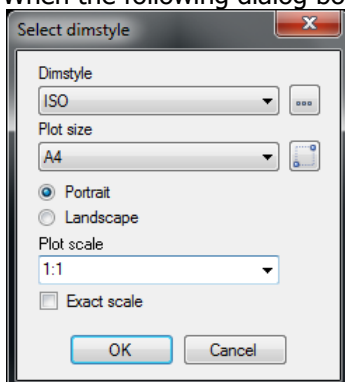 When the following dialog bo
Select dimstyle
Dimstyle
ISO
Plot size
A4
Portrait
Landscape
Plot scale
1:1
Exact scale
OK Cancel